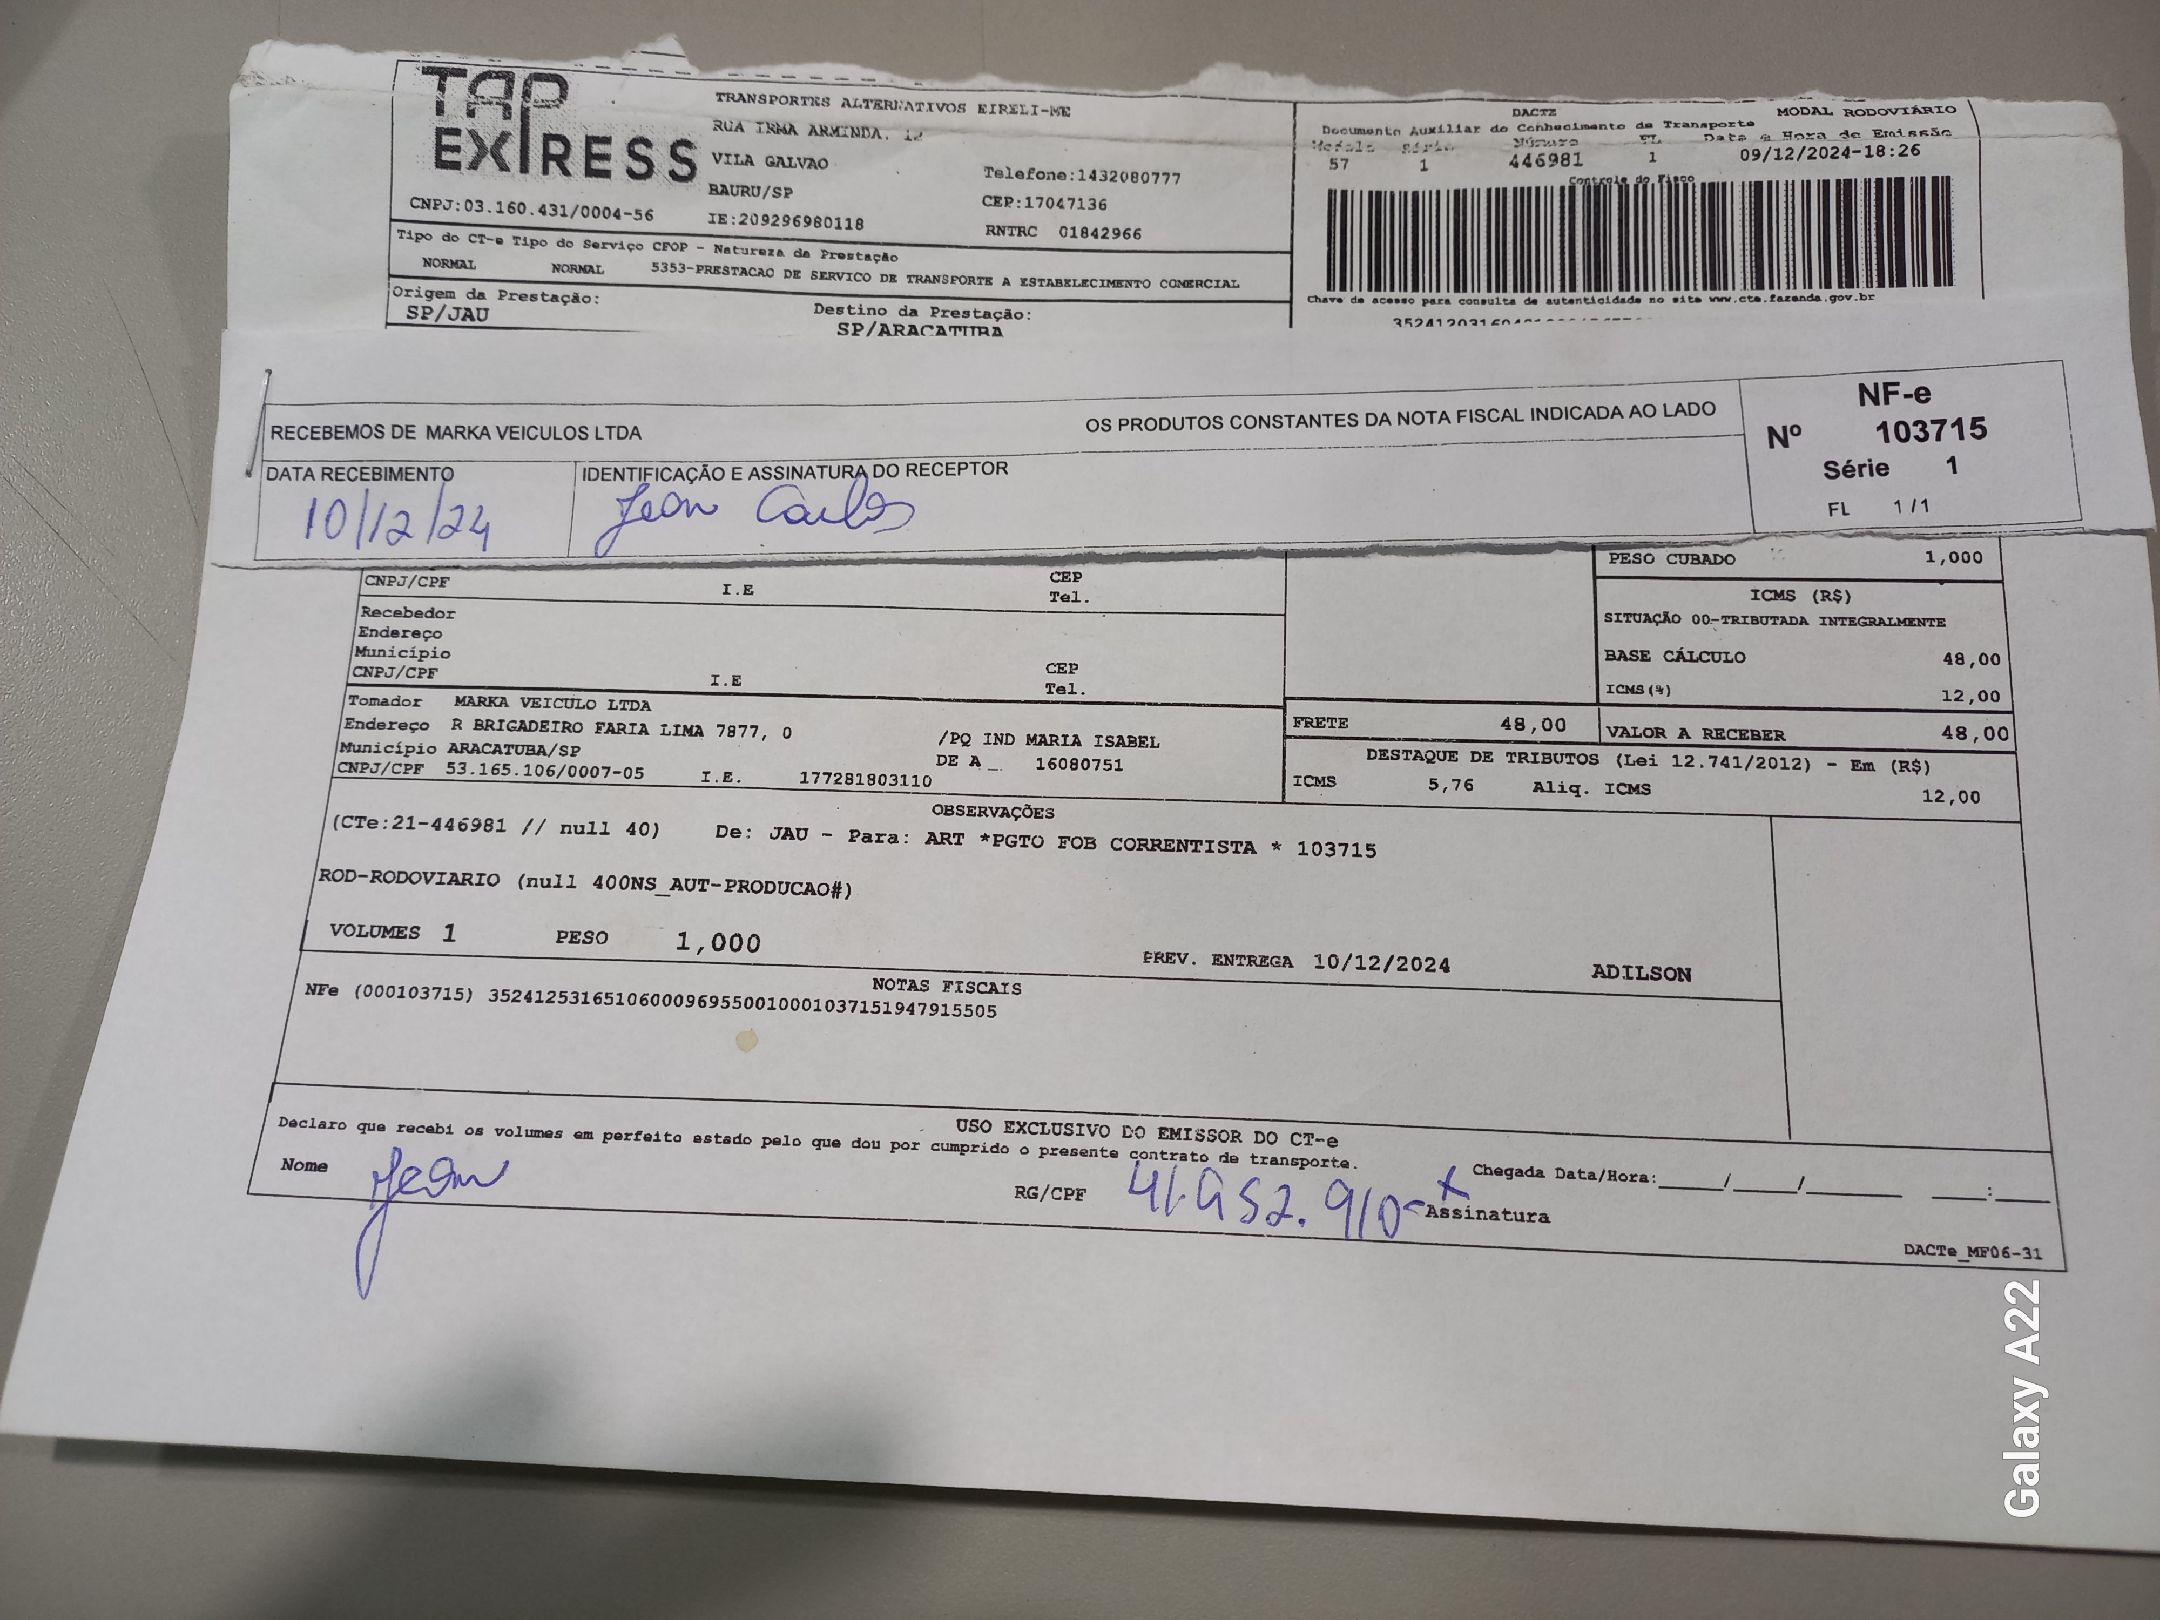 TAP
EXPRESS
TRANSPORTES ALTERNATIVOS EIRELI-ME
RUA IRMA ARMINDA, 12
VILA GALVAO
BAURU/SP
IE:209296980118
Telefone:1432080777
CEP:17047136
RNTRC 01842966
CNPJ:03.160.431/0004-56
DACTE
MODAL RODOVIÁRIO
Documento Auxiliar do Conhecimento de Transporte
Modelo Série Número FL Data e Hora de Emissão
57 1 446981 1 09/12/2024-18:26
Controle do Fisco
Tipo do CT-e Tipo do Serviço CFOP - Natureza da Prestação
NORMAL NORMAL 5353-PRESTACAO DE SERVICO DE TRANSPORTE A ESTABELECIMENTO COMERCIAL
Origem da Prestação:
SP/JAU
Destino da Prestação:
SP/ARACATUBA
Chave de acesso para consulta de autenticidade no site www.cte.fazenda.gov.br
RECEBEMOS DE MARKA VEICULOS LTDA OS PRODUTOS CONSTANTES DA NOTA FISCAL INDICADA AO LADO
DATA RECEBIMENTO
10/12/24
IDENTIFICAÇÃO E ASSINATURA DO RECEPTOR
Jean Carlos
NF-e
Nº 103715
Série 1
FL 1 /1
CNPJ/CPF I.E CEP
Tel.
Recebedor
Endereço
Município
CNPJ/CPF I.E CEP
Tel.
PESO CUBADO 1,000
ICMS (R$)
SITUAÇÃO 00-TRIBUTADA INTEGRALMENTE
BASE CÁLCULO 48,00
ICMS(%) 12,00
Tomador MARKA VEICULO LTDA
Endereço R BRIGADEIRO FARIA LIMA 7877, 0 /PQ IND MARIA ISABEL
Município ARACATUBA/SP DE A_ 16080751
CNPJ/CPF 53.165.106/0007-05 I.E. 177281803110
FRETE 48,00 VALOR A RECEBER 48,00
DESTAQUE DE TRIBUTOS (Lei 12.741/2012) - Em (R$)
ICMS 5,76 Aliq. ICMS 12,00
OBSERVAÇÕES
(CTe:21-446981 // null 40) De: JAU - Para: ART *PGTO FOB CORRENTISTA * 103715
ROD-RODOVIARIO (null 400NS_AUT-PRODUCAO#)
VOLUMES 1 PESO 1,000
PREV. ENTREGA 10/12/2024 ADILSON
NOTAS FISCAIS
NFe (000103715) 35241253165106000969550010001037151947915505
USO EXCLUSIVO DO EMISSOR DO CT-e
Declaro que recebi os volumes em perfeito estado pelo que dou por cumprido o presente contrato de transporte.
Nome Jean
RG/CPF 41.952.910-X
Chegada Data/Hora:____/____/______ ____:____
Assinatura
DACTe_MF06-31
Galaxy A22